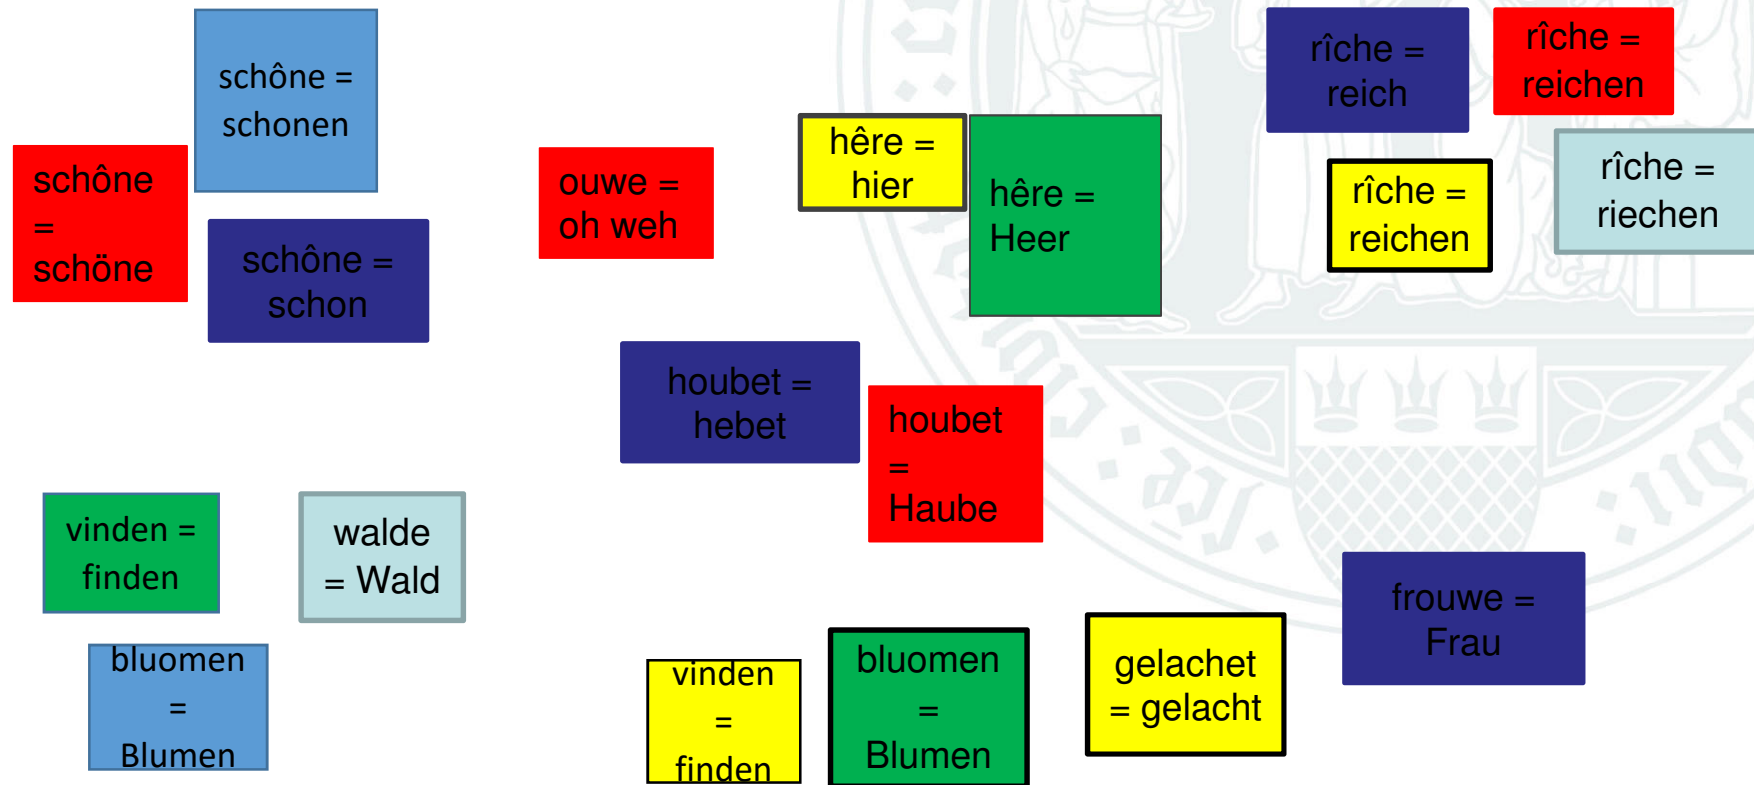 schône =
schonen
schône
=
schöne
schône =
schon
ouwe =
oh weh
hêre =
hier
hêre =
Heer
rîche =
reich
rîche =
reichen
rîche =
reichen
rîche =
riechen
houbet =
hebet
houbet
=
Haube
vinden =
finden
walde
= Wald
bluomen
=
Blumen
vinden
=
finden
bluomen
=
Blumen
gelachet
= gelacht
frouwe =
Frau